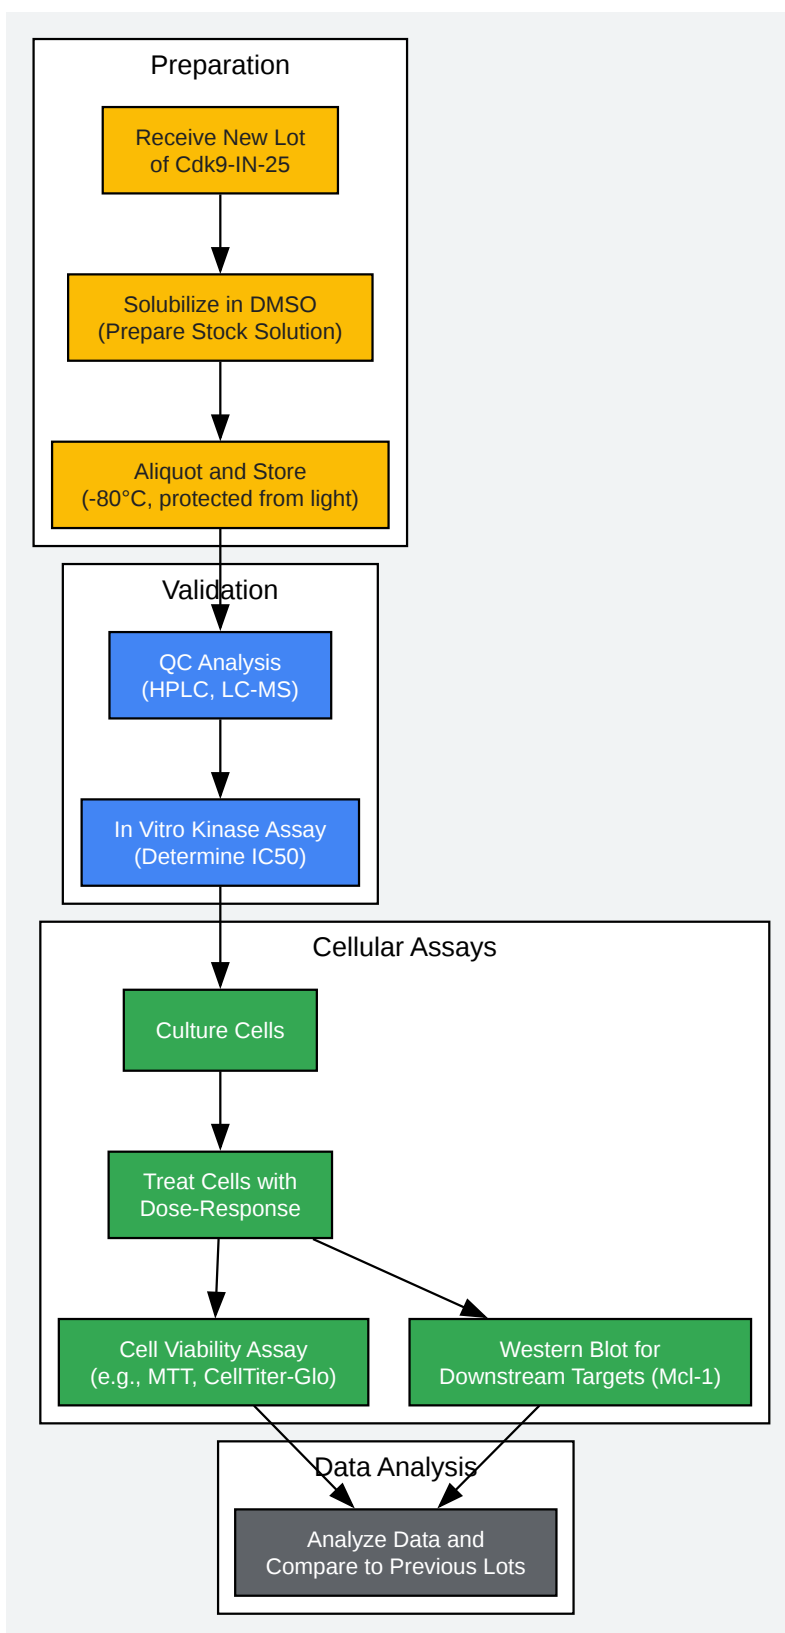 Preparation
Receive New Lot
of Cdk9-IN-25
Solubilize in DMSO
(Prepare Stock Solution)
Aliquot and Store
(-80°C, protected from light)
Validation
QC Analysis
(HPLC, LC-MS)
In Vitro Kinase Assay
(Determine IC50)
Cellular Assays
Culture Cells
Treat Cells with
Dose-Response
Cell Viability Assay
(e.g., MTT, CellTiter-Glo)
Western Blot for
Downstream Targets (Mcl-1)
Data Analysis
Analyze Data and
Compare to Previous Lots